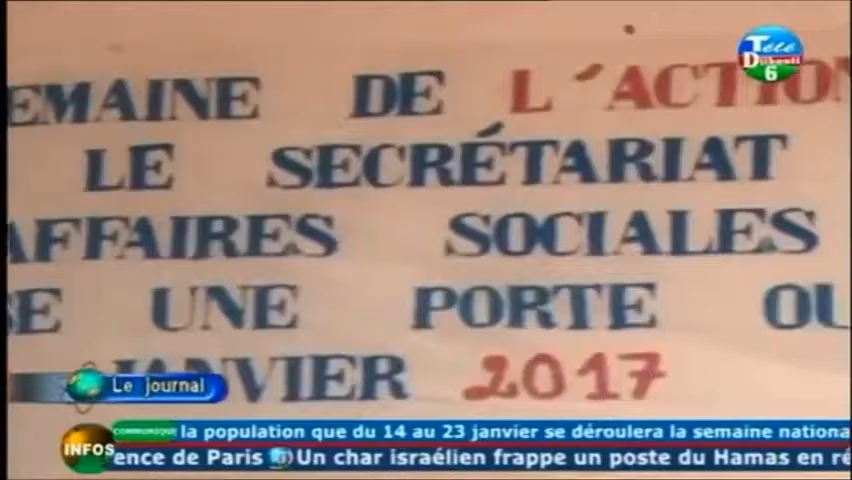 Télé
Djibouti
6
EMAINE DE L'ACTION
LE SECRÉTARIAT
AFFAIRES SOCIALES
SE UNE PORTE OU
JANVIER 2017
Le journal
COMMUNIQUE la population que du 14 au 23 janvier se déroulera la semaine nationa
INFOS ence de Paris Un char israélien frappe un poste du Hamas en ré